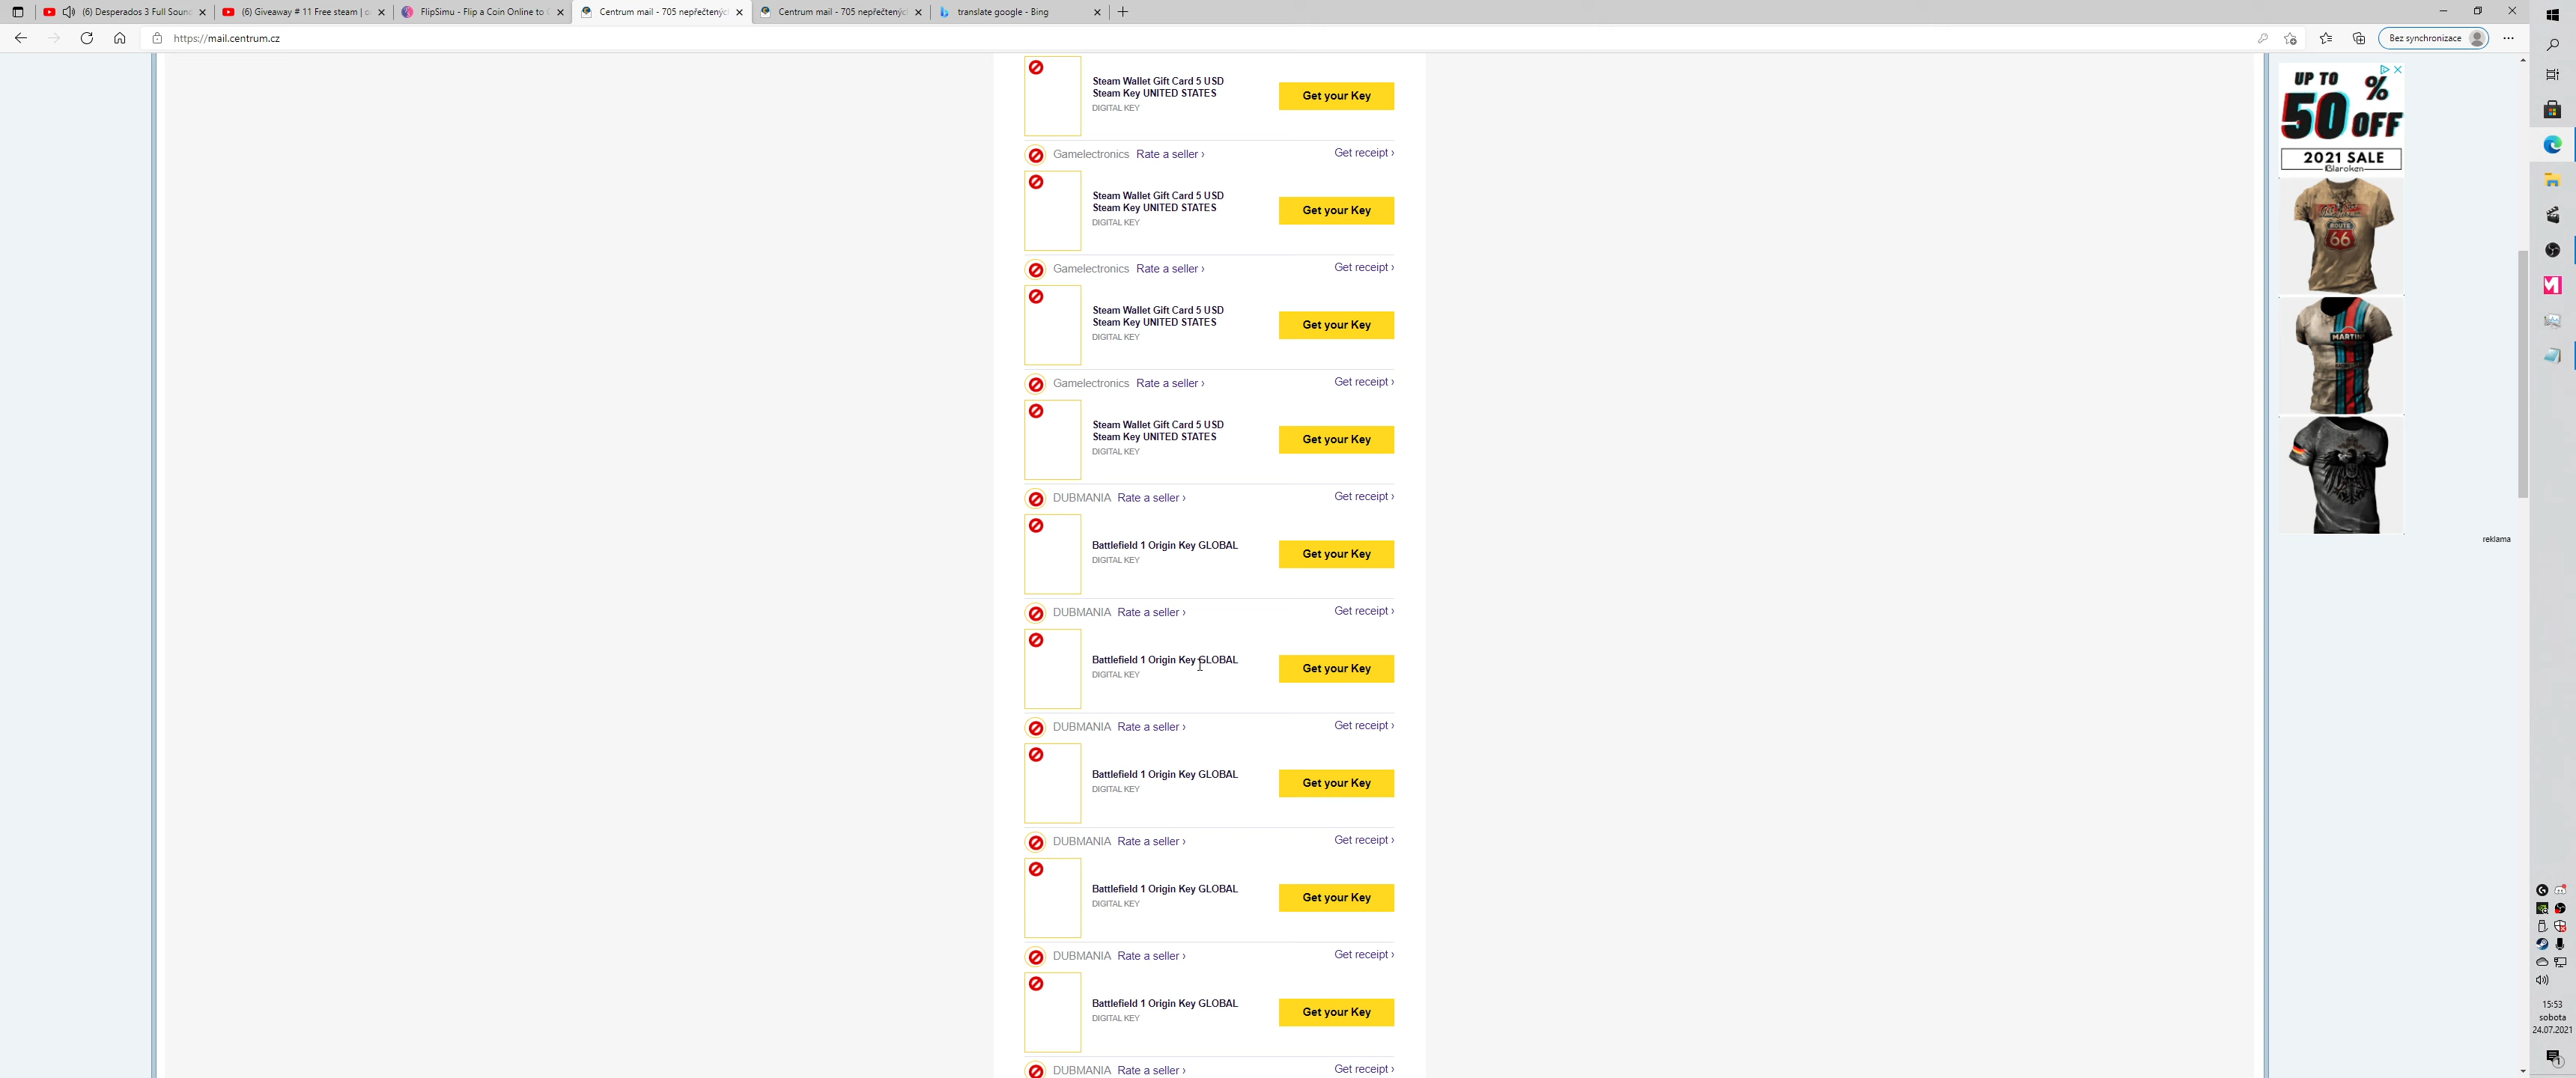 (6) Desperados 3 Full Soun
(6) Giveaway # 11 Free steam | o
FlipSimu - Flip a Coin Online to
Centrum mail - 705 nepřečtenýc
Centrum mail - 705 nepřečtenýc
translate google - Bing
https://mail.centrum.cz
Bez synchronizace
Steam Wallet Gift Card 5 USD
Steam Key UNITED STATES
DIGITAL KEY
Get your Key
Gamelectronics Rate a seller ›
Get receipt ›
Steam Wallet Gift Card 5 USD
Steam Key UNITED STATES
DIGITAL KEY
Get your Key
Gamelectronics Rate a seller ›
Get receipt ›
Steam Wallet Gift Card 5 USD
Steam Key UNITED STATES
DIGITAL KEY
Get your Key
Gamelectronics Rate a seller ›
Get receipt ›
Steam Wallet Gift Card 5 USD
Steam Key UNITED STATES
DIGITAL KEY
Get your Key
DUBMANIA Rate a seller ›
Get receipt ›
Battlefield 1 Origin Key GLOBAL
DIGITAL KEY
Get your Key
DUBMANIA Rate a seller ›
Get receipt ›
Battlefield 1 Origin Key GLOBAL
DIGITAL KEY
Get your Key
DUBMANIA Rate a seller ›
Get receipt ›
Battlefield 1 Origin Key GLOBAL
DIGITAL KEY
Get your Key
DUBMANIA Rate a seller ›
Get receipt ›
Battlefield 1 Origin Key GLOBAL
DIGITAL KEY
Get your Key
DUBMANIA Rate a seller ›
Get receipt ›
Battlefield 1 Origin Key GLOBAL
DIGITAL KEY
Get your Key
DUBMANIA Rate a seller ›
Get receipt ›
UP TO
50% OFF
2021 SALE
Blaroken
ROUTE
66
MARTIN
reklama
15:53
sobota
24.07.2021
1